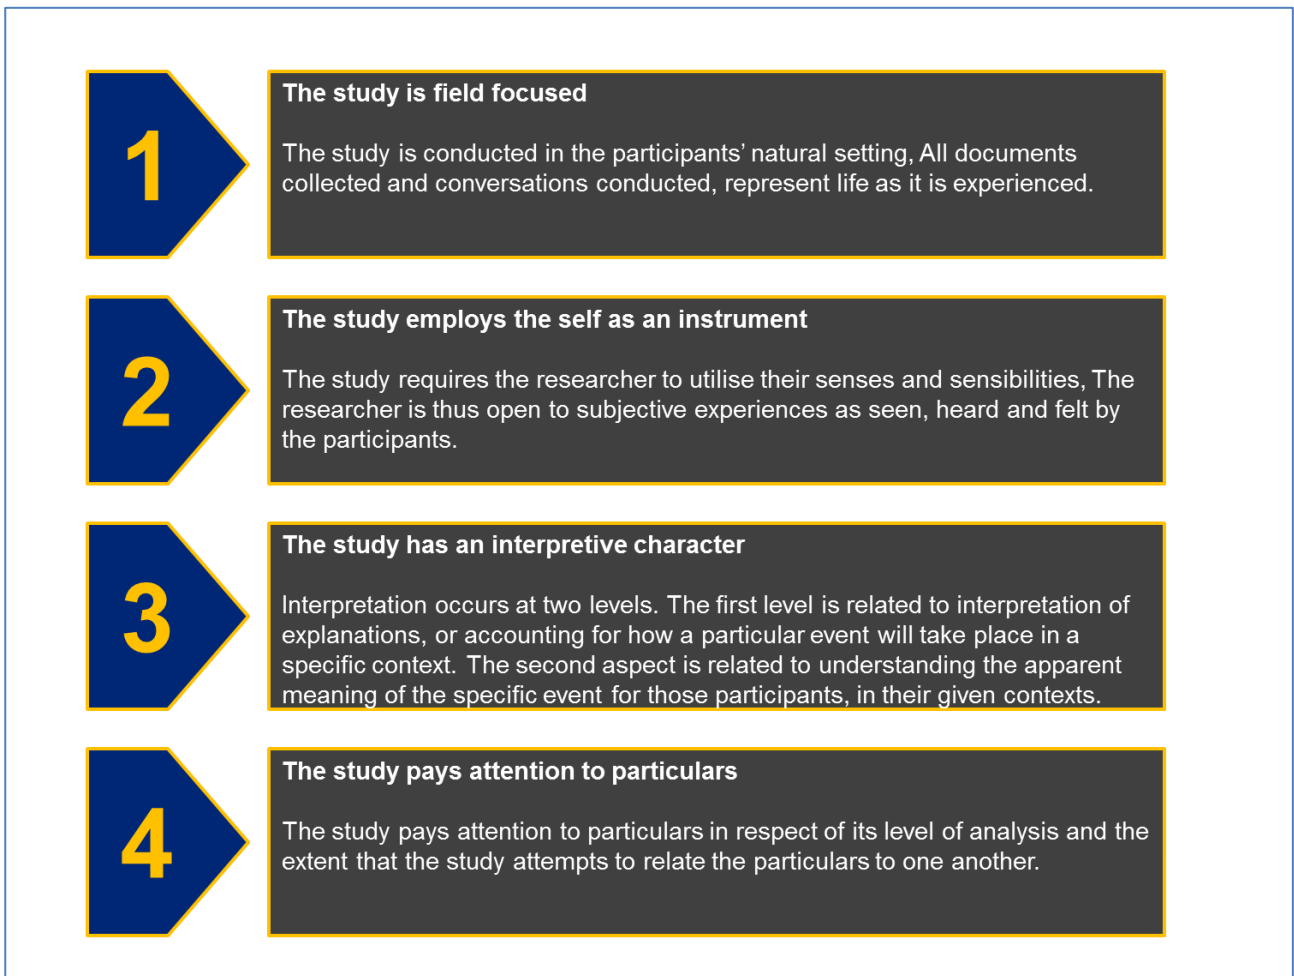 1
The study is field focused
The study is conducted in the participants’ natural setting, All documents
collected and conversations conducted, represent life as it is experienced.
2
The study employs the self as an instrument
The study requires the researcher to utilise their senses and sensibilities, The
researcher is thus open to subjective experiences as seen, heard and felt by
the participants.
3
The study has an interpretive character
Interpretation occurs at two levels. The first level is related to interpretation of
explanations, or accounting for how a particular event will take place in a
specific context. The second aspect is related to understanding the apparent
meaning of the specific event for those participants, in their given contexts.
4
The study pays attention to particulars
The study pays attention to particulars in respect of its level of analysis and the
extent that the study attempts to relate the particulars to one another.